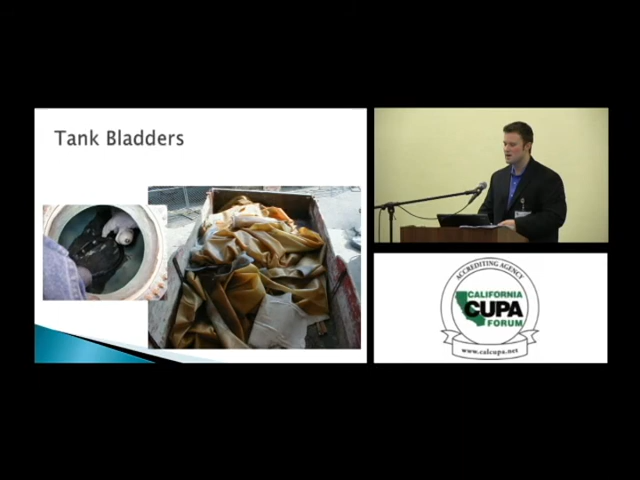 Tank Bladders
ACCREDITING AGENCY
CALIFORNIA
CUPA
FORUM
www.calcupa.net